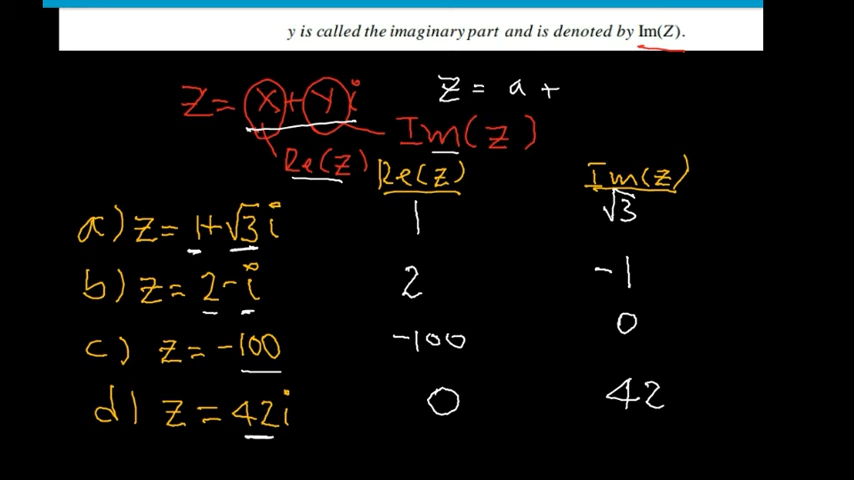 y is called the imaginary part and is denoted by Im(Z).
Z = X + Yi
Z = a +
Im(Z)
Re(Z)
Re(Z) Im(Z)
a) Z = 1 + √3 i 1 √3
b) Z = 2 - i 2 -1
c) Z = -100 -100 0
d) Z = 42i 0 42